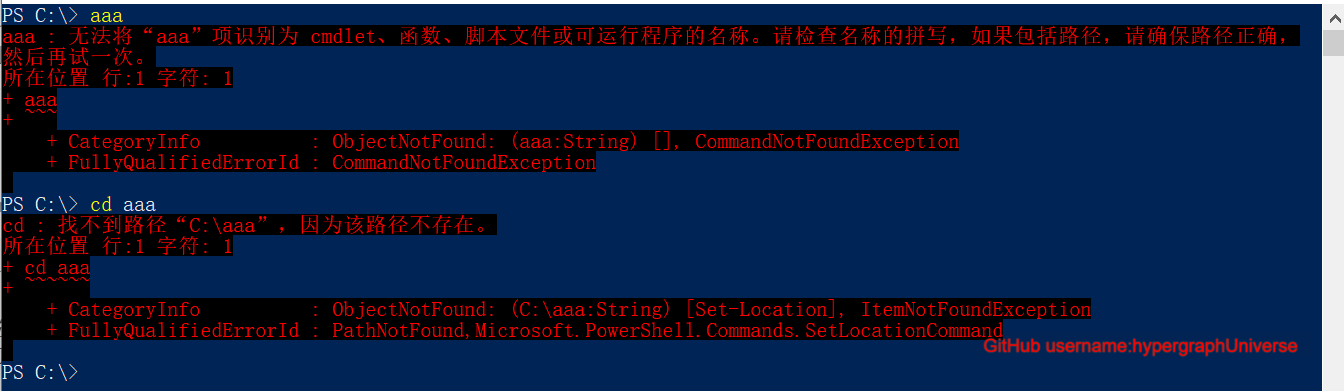 PS C:\> aaa
aaa : 无法将“aaa”项识别为 cmdlet、函数、脚本文件或可运行程序的名称。请检查名称的拼写，如果包括路径，请确保路径正确，
然后再试一次。
所在位置 行:1 字符: 1
+ aaa
+ ~~~
    + CategoryInfo          : ObjectNotFound: (aaa:String) [], CommandNotFoundException
    + FullyQualifiedErrorId : CommandNotFoundException
PS C:\> cd aaa
cd : 找不到路径“C:\aaa”，因为该路径不存在。
所在位置 行:1 字符: 1
+ cd aaa
+ ~~~~~~
    + CategoryInfo          : ObjectNotFound: (C:\aaa:String) [Set-Location], ItemNotFoundException
    + FullyQualifiedErrorId : PathNotFound,Microsoft.PowerShell.Commands.SetLocationCommand
GitHub username:hypergraphUniverse
PS C:\>